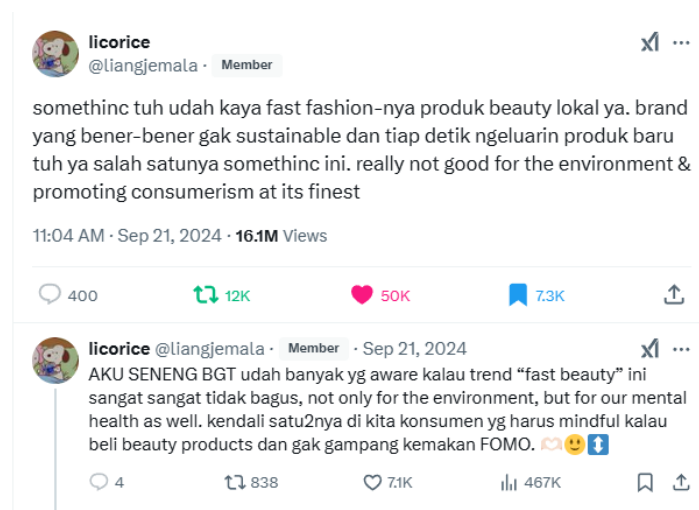 licorice
@liangjemala · Member
somethinc tuh udah kaya fast fashion-nya produk beauty lokal ya. brand
yang bener-bener gak sustainable dan tiap detik ngeluarin produk baru
tuh ya salah satunya somethinc ini. really not good for the environment &
promoting consumerism at its finest
11:04 AM · Sep 21, 2024 · 16.1M Views
400 12K 50K 7.3K
licorice @liangjemala · Member · Sep 21, 2024
AKU SENENG BGT udah banyak yg aware kalau trend “fast beauty” ini
sangat sangat tidak bagus, not only for the environment, but for our mental
health as well. kendali satu2nya di kita konsumen yg harus mindful kalau
beli beauty products dan gak gampang kemakan FOMO. 🫶🏻🙂↕️
4 838 7.1K 467K